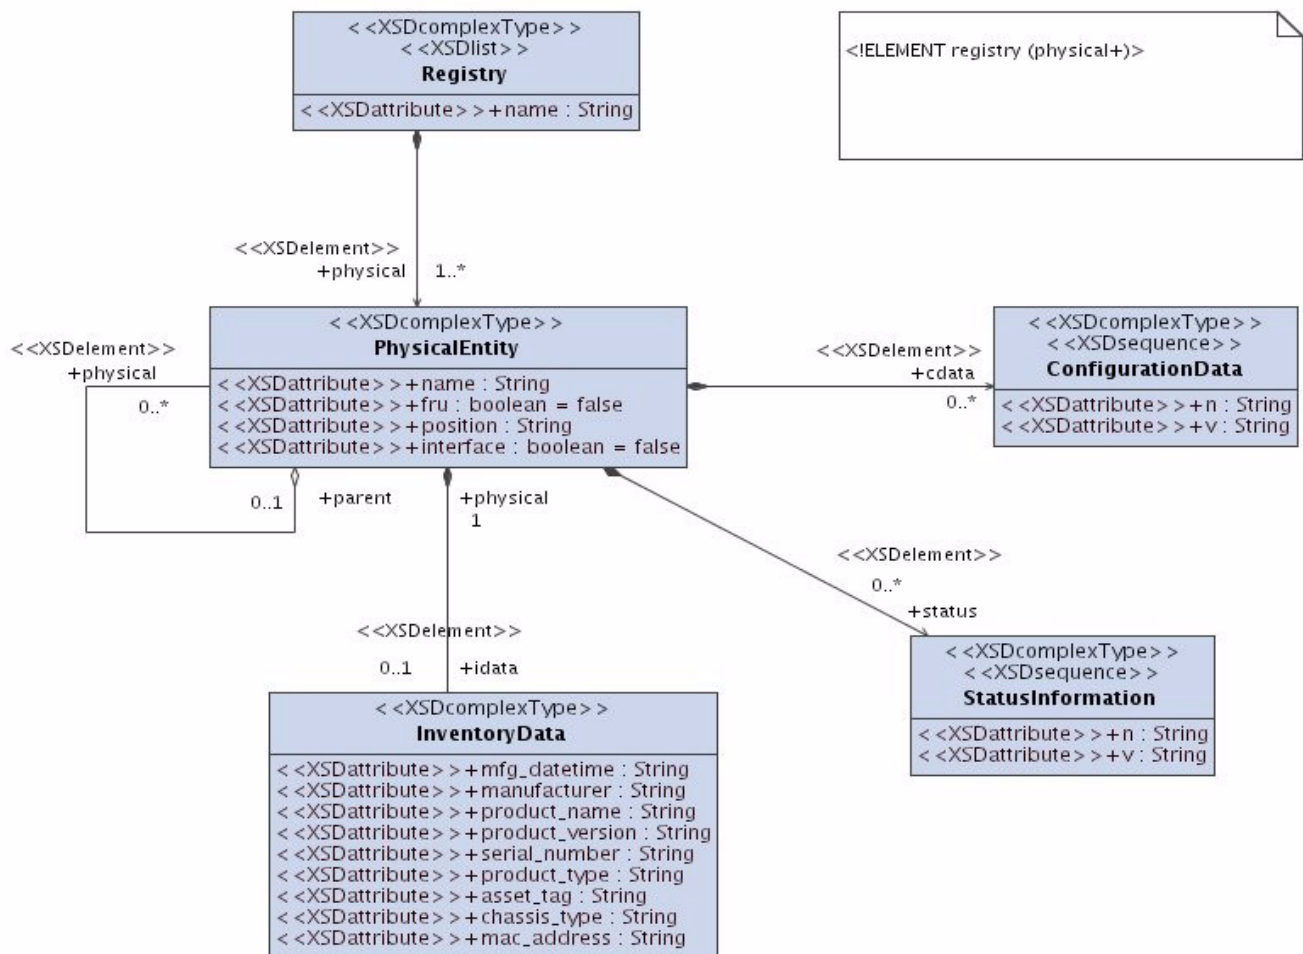 <<XSDcomplexType>>
<<XSDlist>>
Registry
<<XSDattribute>>+name : String
<!ELEMENT registry (physical+)>
<<XSDelement>>
+physical 1..*
<<XSDcomplexType>>
PhysicalEntity
<<XSDattribute>>+name : String
<<XSDattribute>>+fru : boolean = false
<<XSDattribute>>+position : String
<<XSDattribute>>+interface : boolean = false
<<XSDelement>>
+physical
0..*
0..1 +parent
+physical
1
<<XSDelement>>
+cdata
0..*
<<XSDcomplexType>>
<<XSDsequence>>
ConfigurationData
<<XSDattribute>>+n : String
<<XSDattribute>>+v : String
<<XSDelement>>
0..*
+status
<<XSDcomplexType>>
<<XSDsequence>>
StatusInformation
<<XSDattribute>>+n : String
<<XSDattribute>>+v : String
<<XSDelement>>
0..1 +idata
<<XSDcomplexType>>
InventoryData
<<XSDattribute>>+mfg_datetime : String
<<XSDattribute>>+manufacturer : String
<<XSDattribute>>+product_name : String
<<XSDattribute>>+product_version : String
<<XSDattribute>>+serial_number : String
<<XSDattribute>>+product_type : String
<<XSDattribute>>+asset_tag : String
<<XSDattribute>>+chassis_type : String
<<XSDattribute>>+mac_address : String